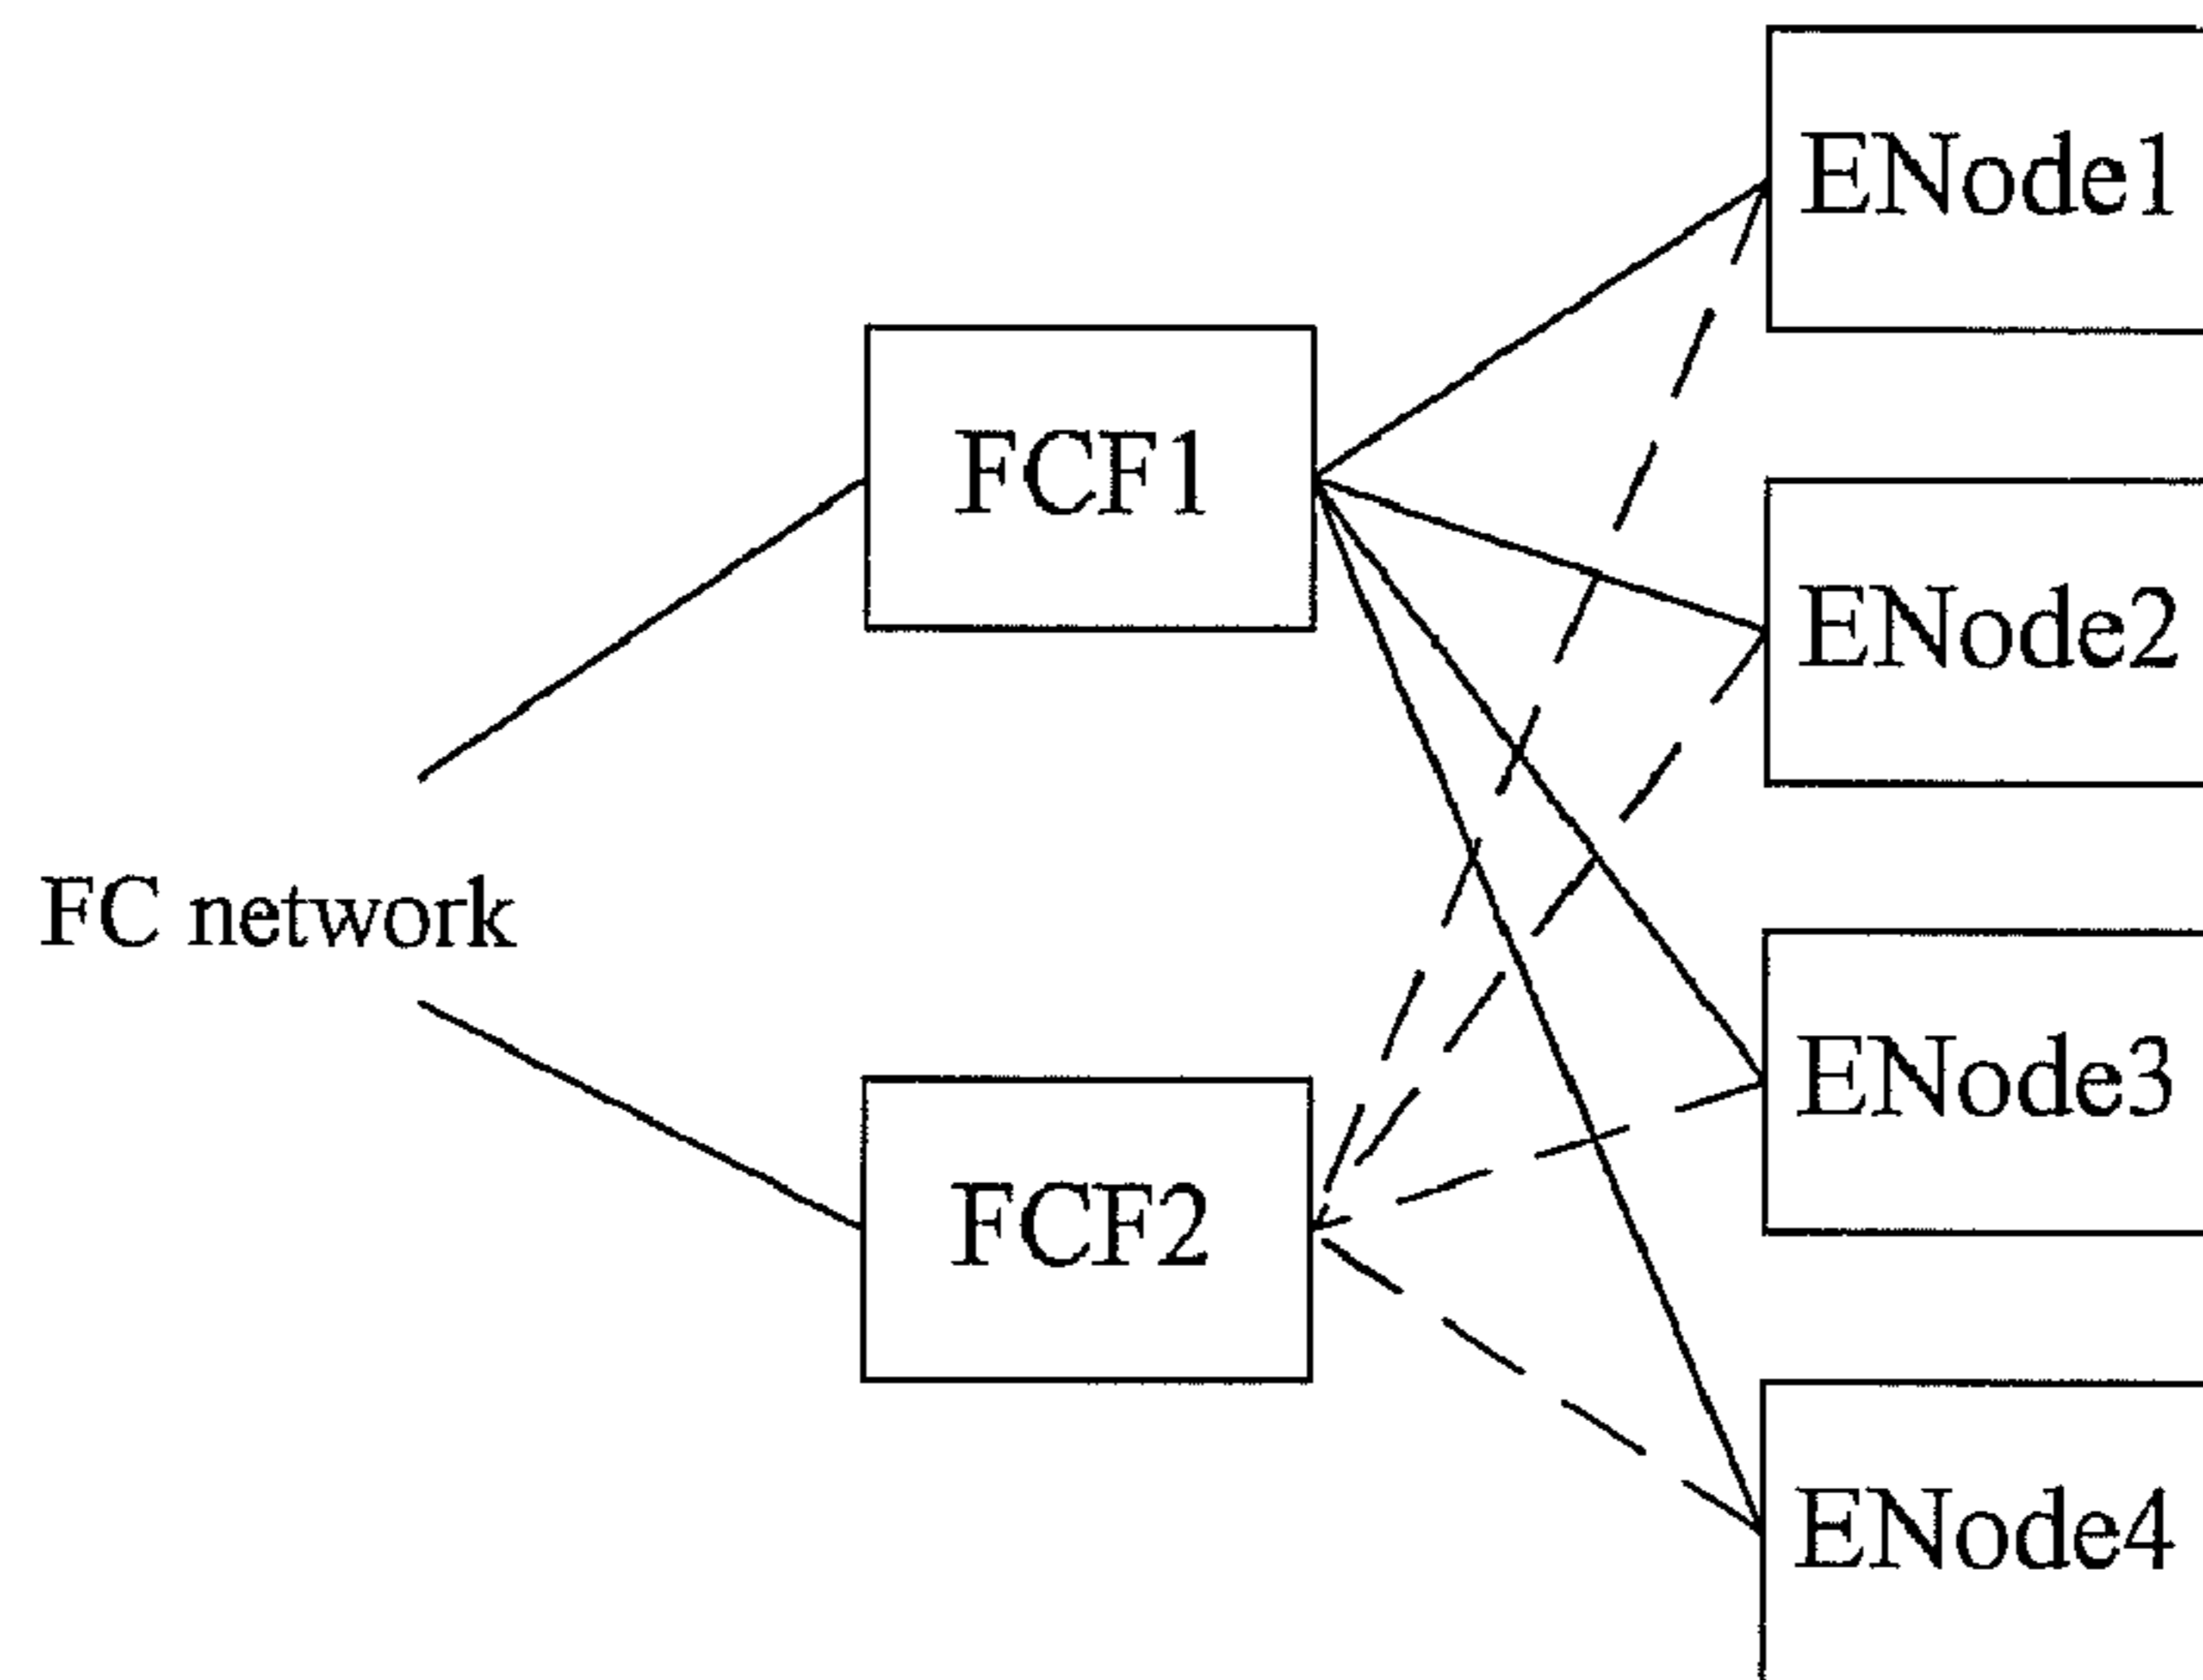 ENode1
FCF1
ENode2
FC network
ENode3
FCF2
ENode4